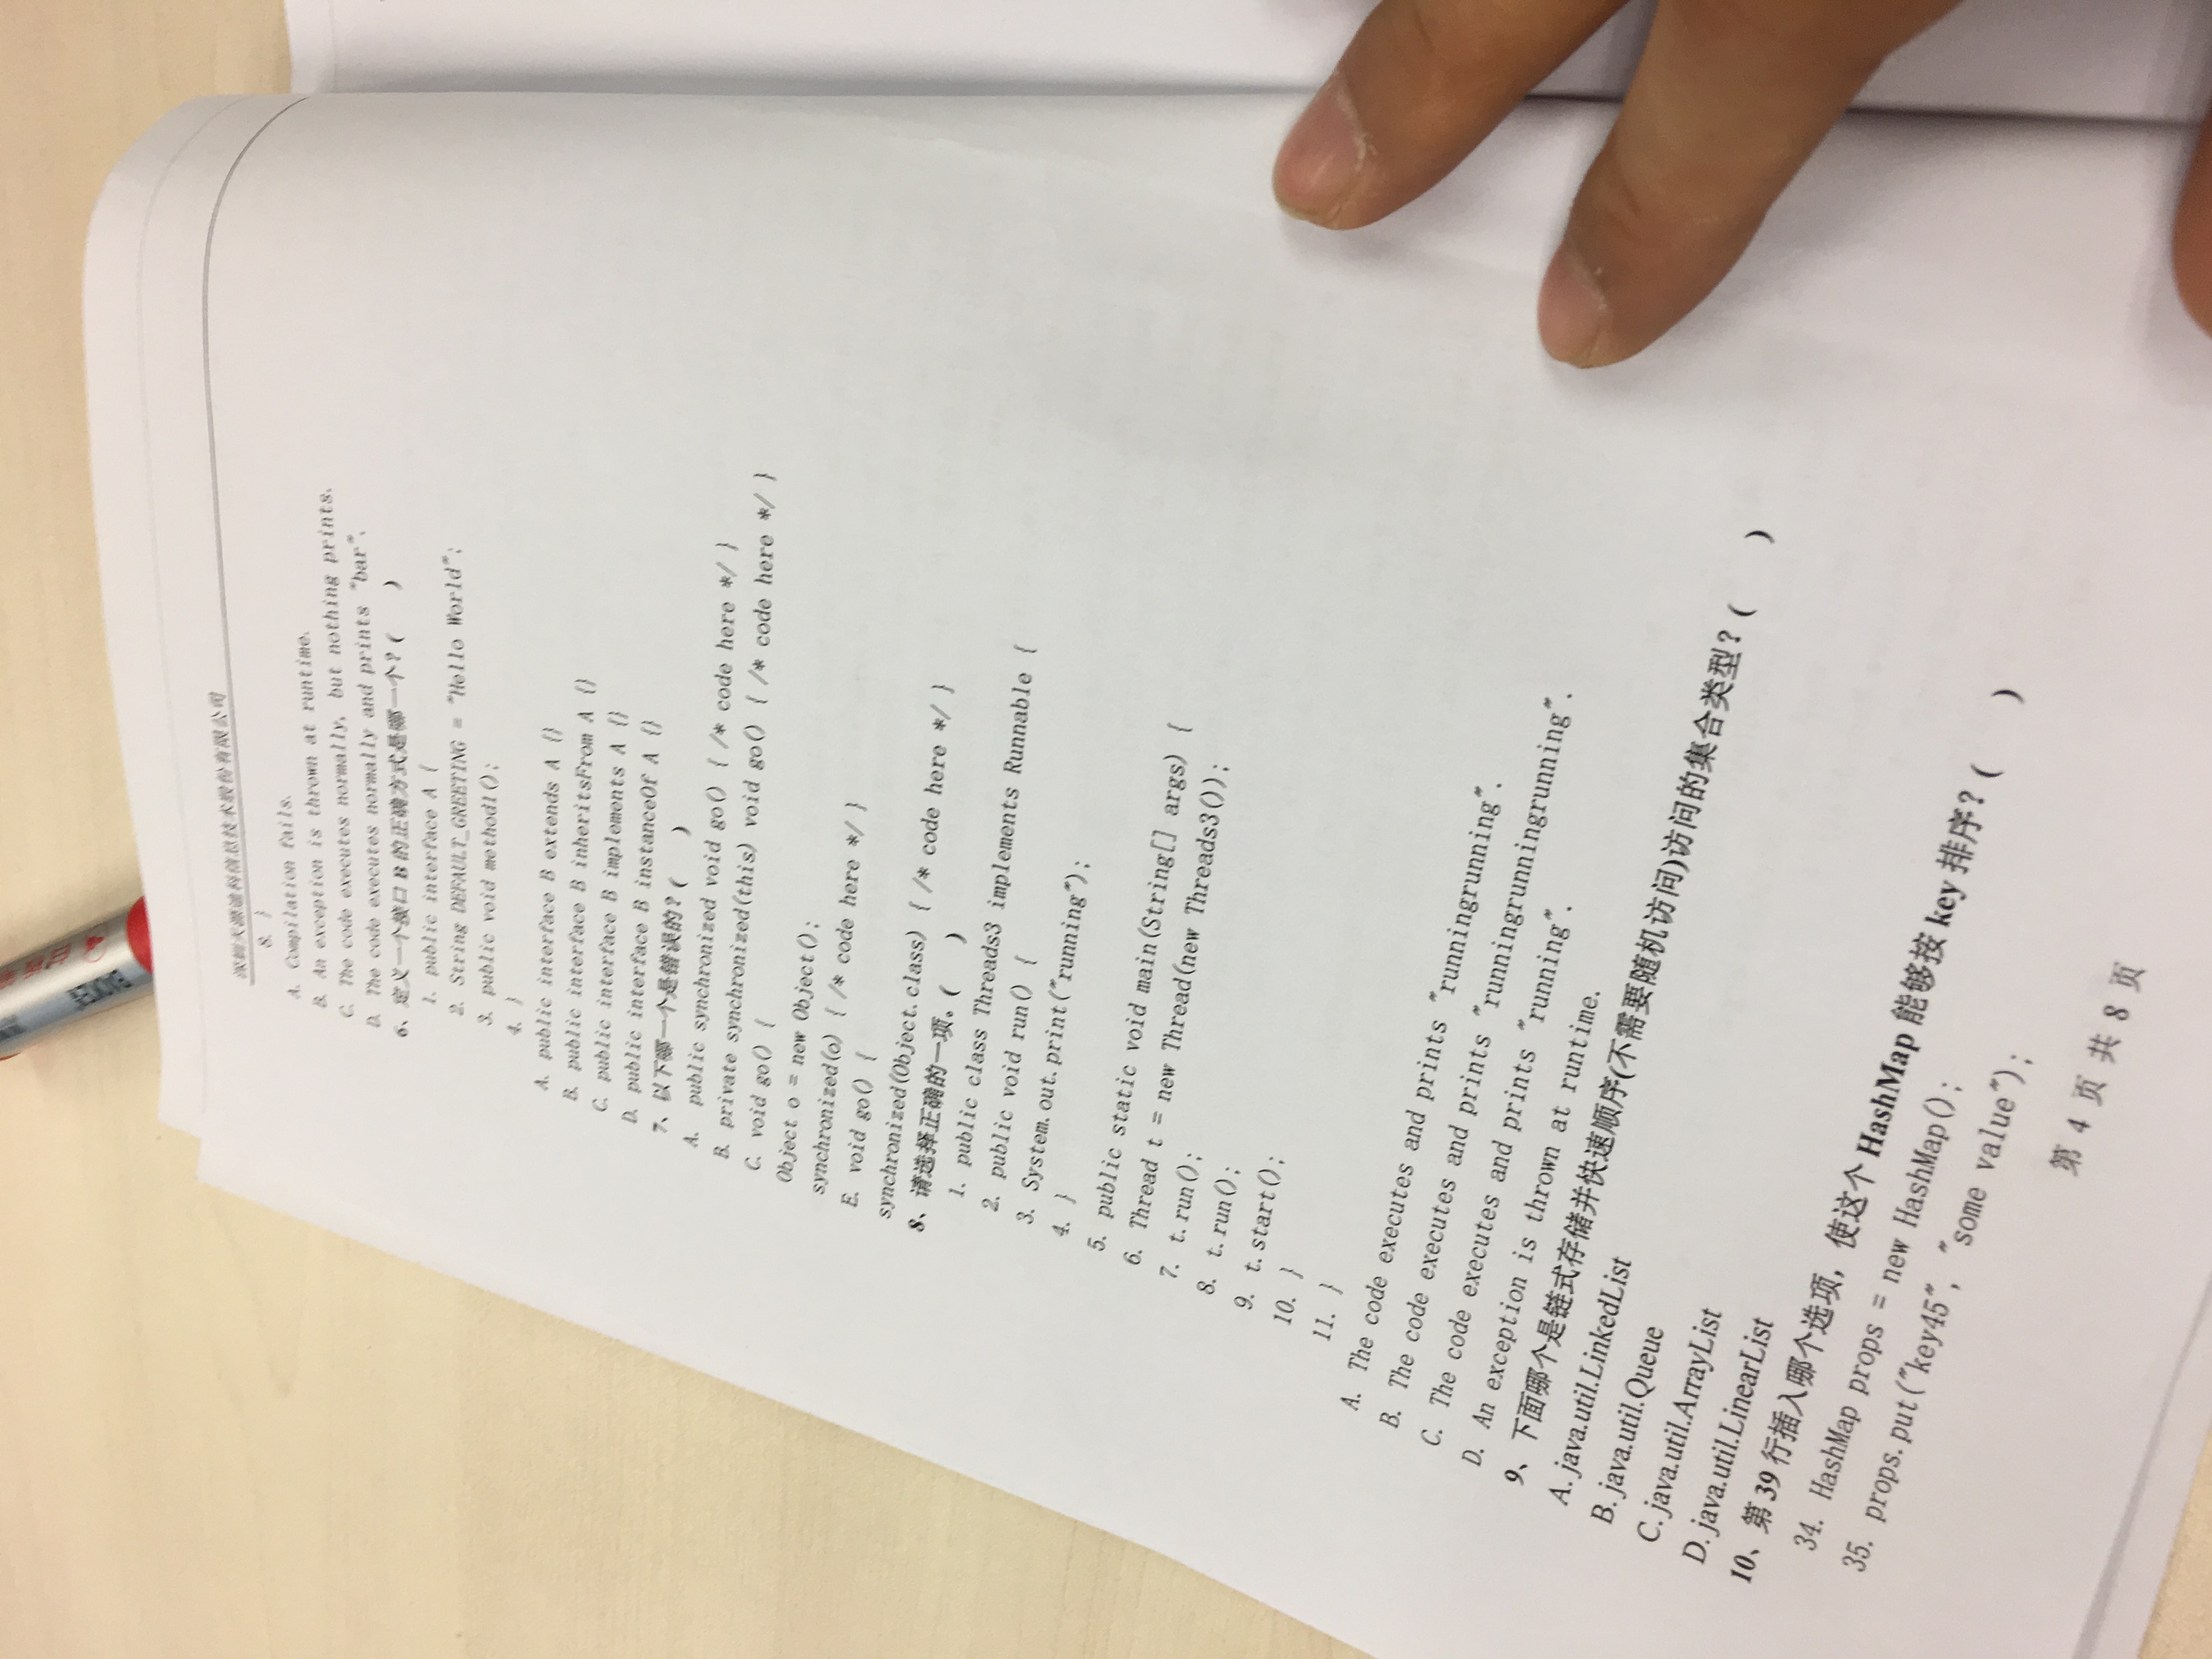 深圳天源迪科信息技术股份有限公司
8. }
A. Compilation fails.
B. An exception is thrown at runtime.
C. The code executes normally, but nothing prints.
D. The code executes normally and prints "bar".
6、定义一个接口 B 的正确方式是哪一个？(    )
1. public interface A {
2. String DEFAULT_GREETING = "Hello World";
3. public void method1();
4. }
A. public interface B extends A {}
B. public interface B inheritsFrom A {}
C. public interface B implements A {}
D. public interface B instanceOf A {}
7、以下哪一个是错误的？(    )
A. public synchronized void go() { /* code here */ }
B. private synchronized(this) void go() { /* code here */ }
C. void go() {
Object o = new Object();
synchronized(o) { /* code here */ }
E. void go() {
synchronized(Object.class) { /* code here */ }
8、请选择正确的一项。(    )
1. public class Threads3 implements Runnable {
2. public void run() {
3. System.out.print("running");
4. }
5. public static void main(String[] args) {
6. Thread t = new Thread(new Threads3());
7. t.run();
8. t.run();
9. t.start();
10. }
11. }
A. The code executes and prints "runningrunning".
B. The code executes and prints "runningrunningrunning".
C. The code executes and prints "running".
D. An exception is thrown at runtime.
9、下面哪个是链式存储并快速顺序(不需要随机访问)访问的集合类型？(    )
A. java.util.LinkedList
B. java.util.Queue
C. java.util.ArrayList
D. java.util.LinearList
10、第 39 行插入哪个选项，使这个 HashMap 能够按 key 排序？(    )
34. HashMap props = new HashMap();
35. props.put("key45", "some value");
第 4 页 共 8 页